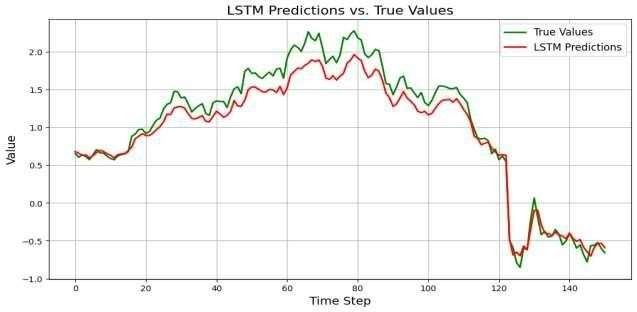 LSTM Predictions vs. True Values
True Values
LSTM Predictions
Value
2.0
1.5
1.0
0.5
0.0
−0.5
−1.0
0 20 40 60 80 100 120 140
Time Step